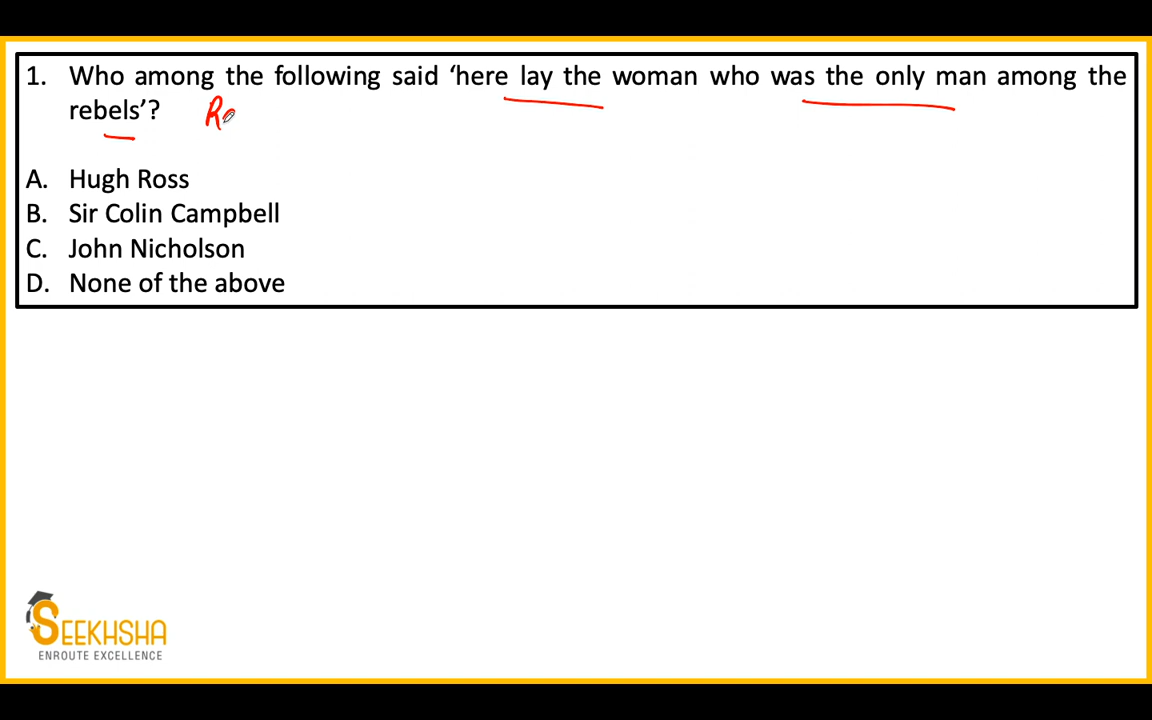 1. Who among the following said ‘here lay the woman who was the only man among the
rebels’? Re
A. Hugh Ross
B. Sir Colin Campbell
C. John Nicholson
D. None of the above
SEEKHSHA
ENROUTE EXCELLENCE